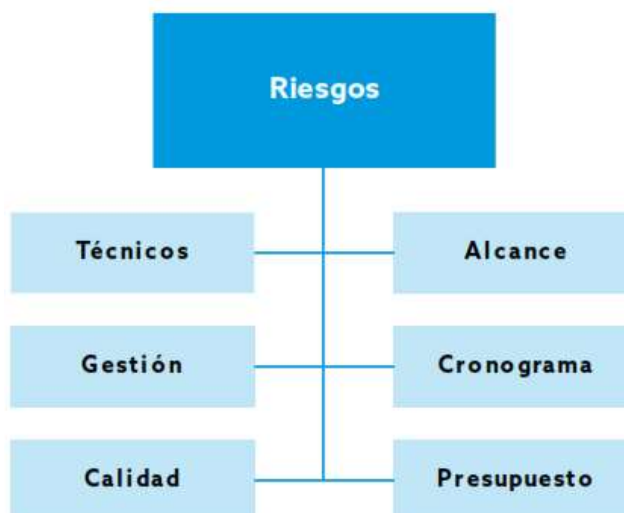 Riesgos
Técnicos
Alcance
Gestión
Cronograma
Calidad
Presupuesto